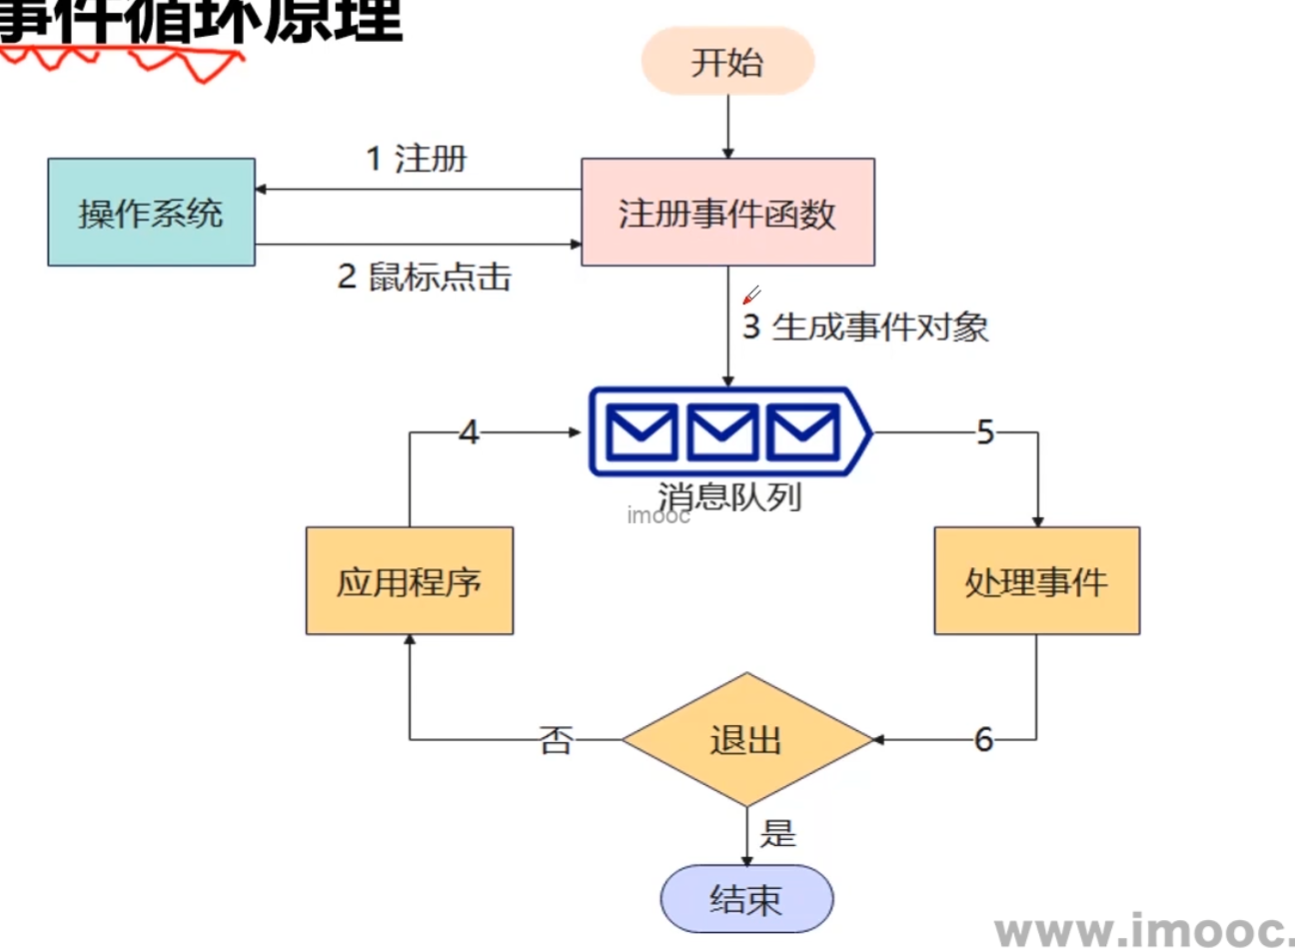 事件循环原理
开始
1 注册
操作系统
注册事件函数
2 鼠标点击
3 生成事件对象
4
5
消息队列
imooc
应用程序
处理事件
退出
否
6
是
结束
www.imooc.